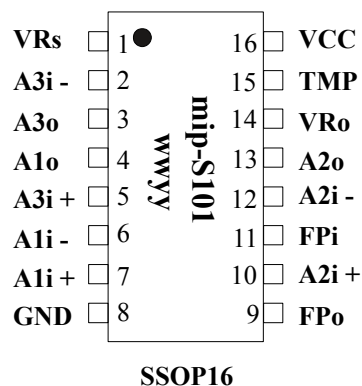 VRs 1 16 VCC
A3i - 2 15 TMP
A3o 3 14 VRo
A1o 4 13 A2o
A3i + 5 12 A2i -
A1i - 6 11 FPi
A1i + 7 10 A2i +
GND 8 9 FPo
mip-S101
wwyy
SSOP16